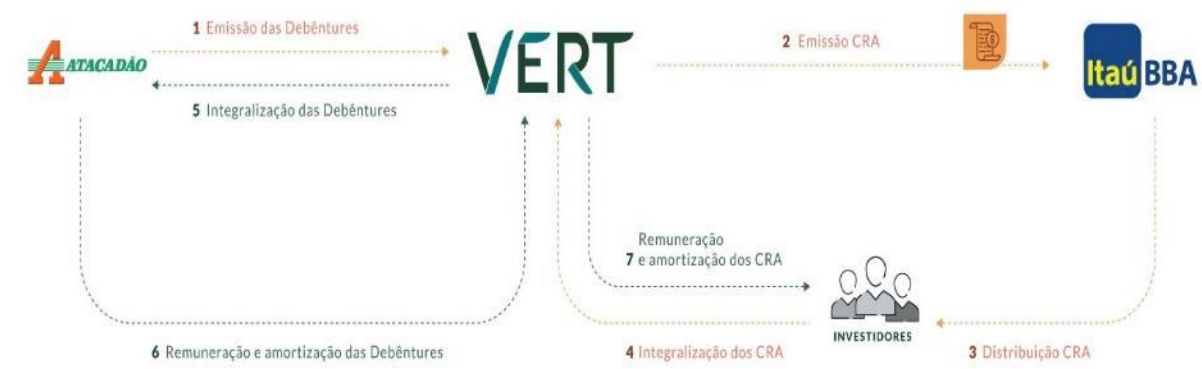 1 Emissão das Débêntures
2 Emissão CRA
A ATACADÃO
VERT
Itaú BBA
5 Integralização das Debêntures
Remuneração
7 e amortização dos CRA
INVESTIDORES
6 Remuneração e amortização das Debêntures
4 Integralização dos CRA
3 Distribuição CRA